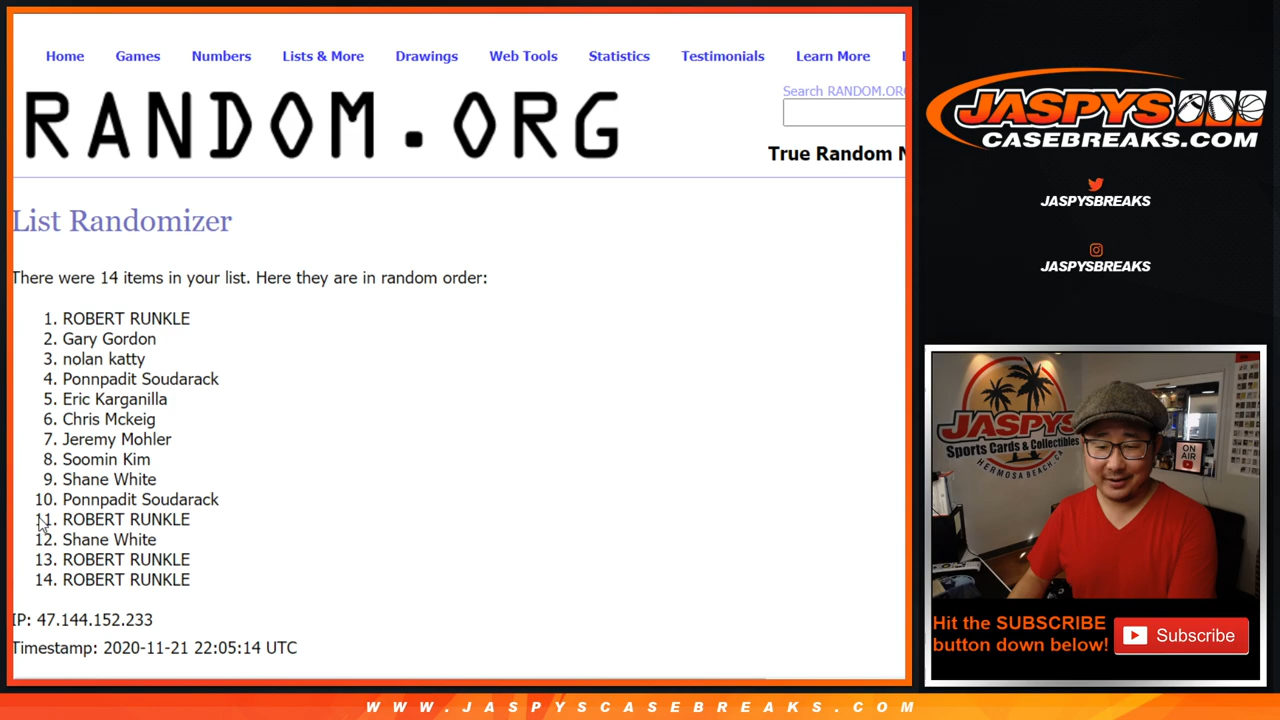 Home Games Numbers Lists & More Drawings Web Tools Statistics Testimonials Learn More
Search RANDOM.ORG
RANDOM.ORG
True Random N
List Randomizer
There were 14 items in your list. Here they are in random order:
1. ROBERT RUNKLE
2. Gary Gordon
3. nolan katty
4. Ponnpadit Soudarack
5. Eric Karganilla
6. Chris Mckeig
7. Jeremy Mohler
8. Soomin Kim
9. Shane White
10. Ponnpadit Soudarack
11. ROBERT RUNKLE
12. Shane White
13. ROBERT RUNKLE
14. ROBERT RUNKLE
IP: 47.144.152.233
Timestamp: 2020-11-21 22:05:14 UTC
JASPYS
CASEBREAKS.COM
JASPYSBREAKS
JASPYSBREAKS
JASPYS
Sports Cards & Collectibles
HERMOSA BEACH, CA
ON
AIR
Hit the SUBSCRIBE
button down below!
Subscribe
WWW.JASPYSCASEBREAKS.COM